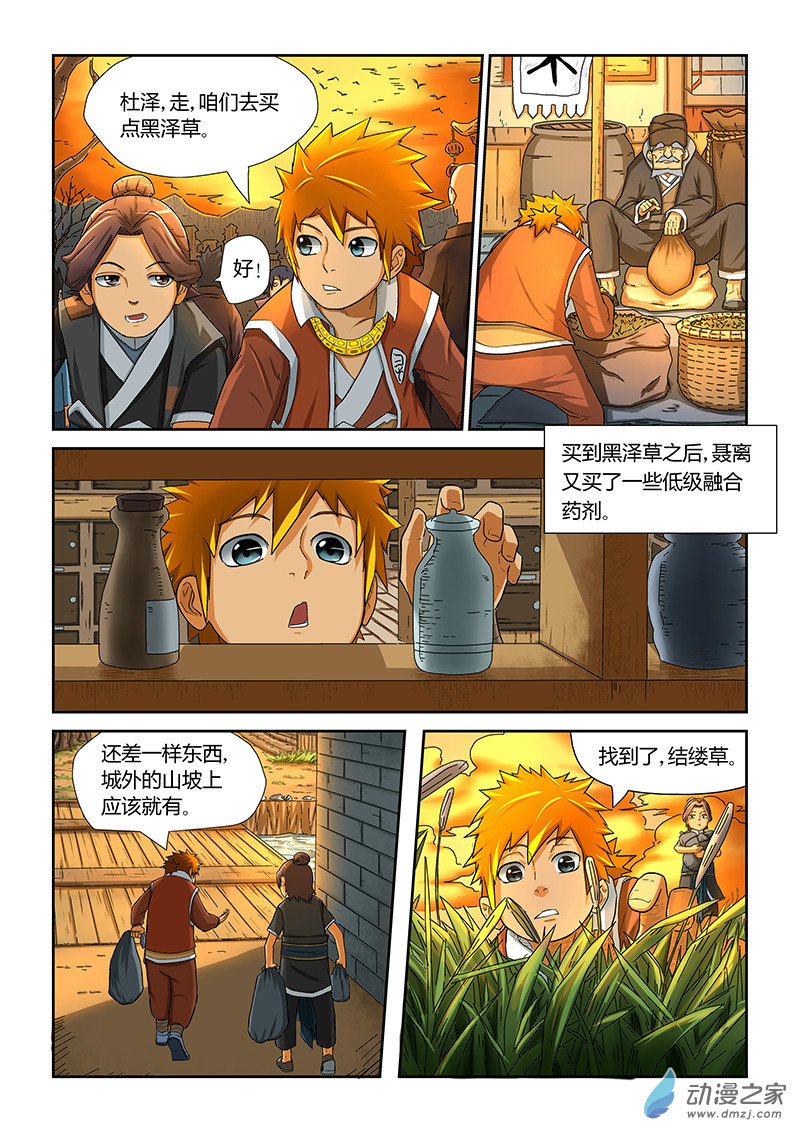 杜泽，走，咱们去买
点黑泽草。
好！
买到黑泽草之后，聂离
又买了一些低级融合
药剂。
还差一样东西，
城外的山坡上
应该就有。
找到了，结缕草。
动漫之家
www.dmzj.com